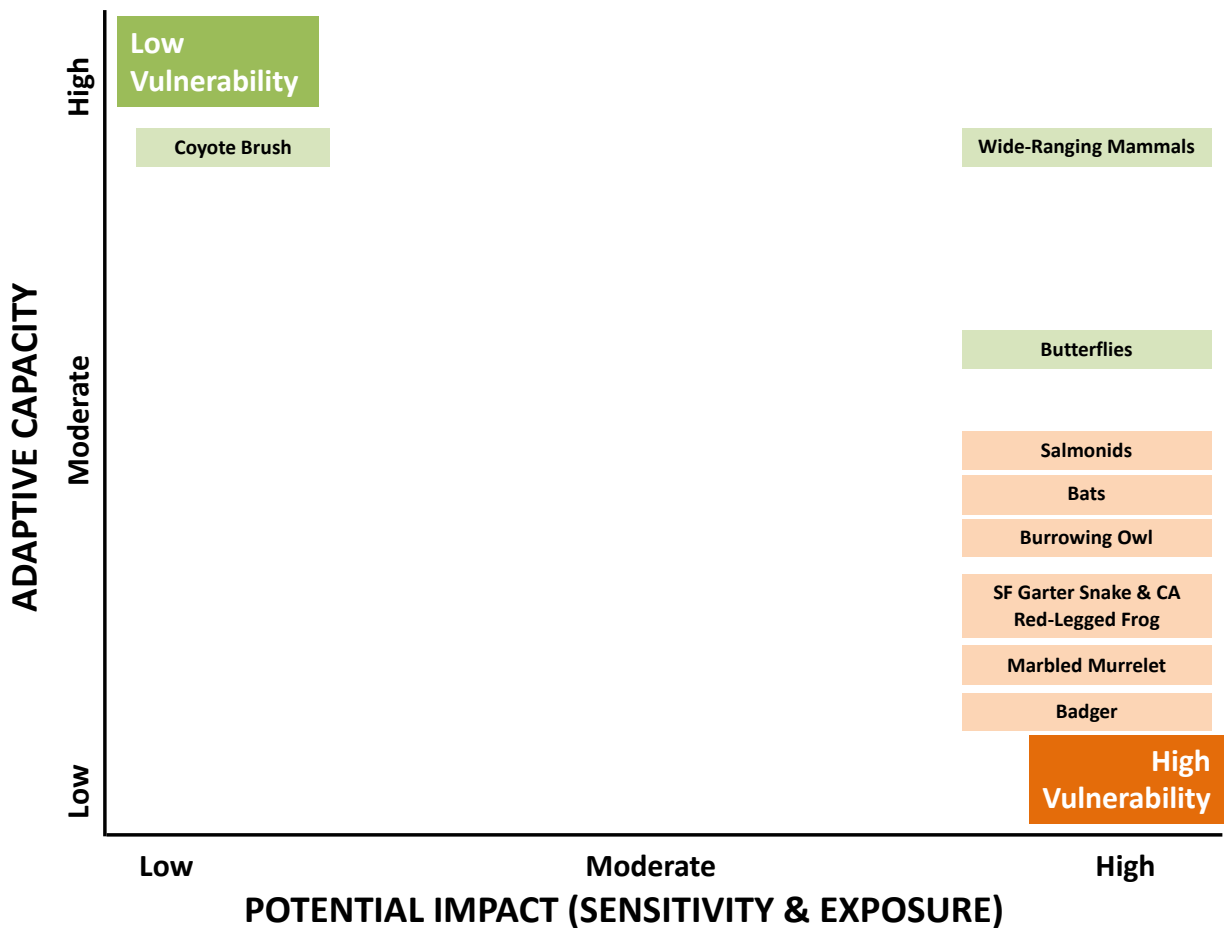 Low
Vulnerability
High
Coyote Brush
Wide-Ranging Mammals
Butterflies
ADAPTIVE CAPACITY
Moderate
Salmonids
Bats
Burrowing Owl
SF Garter Snake & CA
Red-Legged Frog
Marbled Murrelet
Badger
Low
High
Vulnerability
Low
Moderate
High
POTENTIAL IMPACT (SENSITIVITY & EXPOSURE)